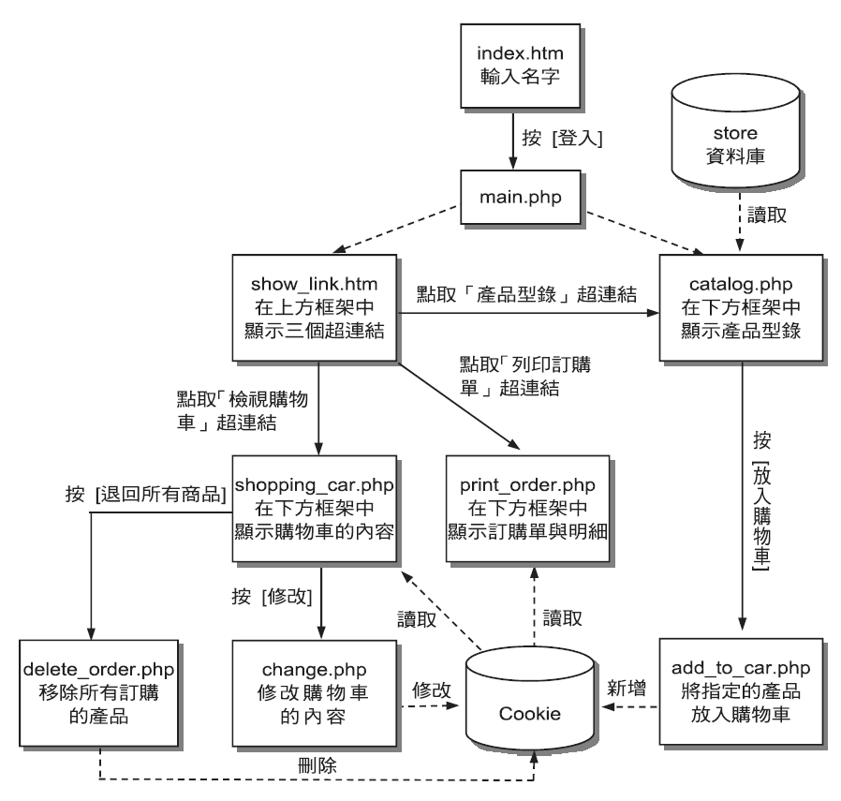 index.htm
輸入名字
按 [登入]
store
資料庫
main.php
讀取
show_link.htm
在上方框架中
顯示三個超連結
點取「產品型錄」超連結
catalog.php
在下方框架中
顯示產品型錄
點取「檢視購物
車」超連結
點取「列印訂購
單」超連結
按 [放入購物車]
按 [退回所有商品]
shopping_car.php
在下方框架中
顯示購物車的內容
print_order.php
在下方框架中
顯示訂購單與明細
按 [修改]
讀取
讀取
delete_order.php
移除所有訂購
的產品
change.php
修改購物車
的內容
修改
Cookie
新增
add_to_car.php
將指定的產品
放入購物車
刪除